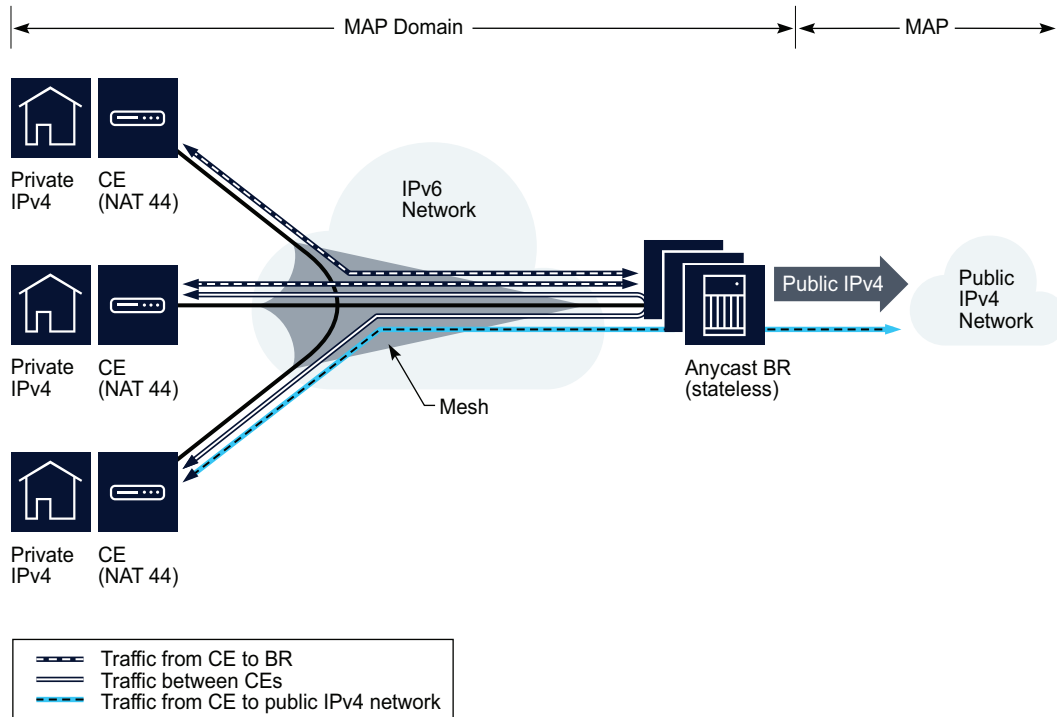 MAP Domain
MAP
Private
IPv4
CE
(NAT 44)
IPv6
Network
Private
IPv4
CE
(NAT 44)
Public IPv4
Public
IPv4
Network
Anycast BR
(stateless)
Mesh
Private
IPv4
CE
(NAT 44)
Traffic from CE to BR
Traffic between CEs
Traffic from CE to public IPv4 network